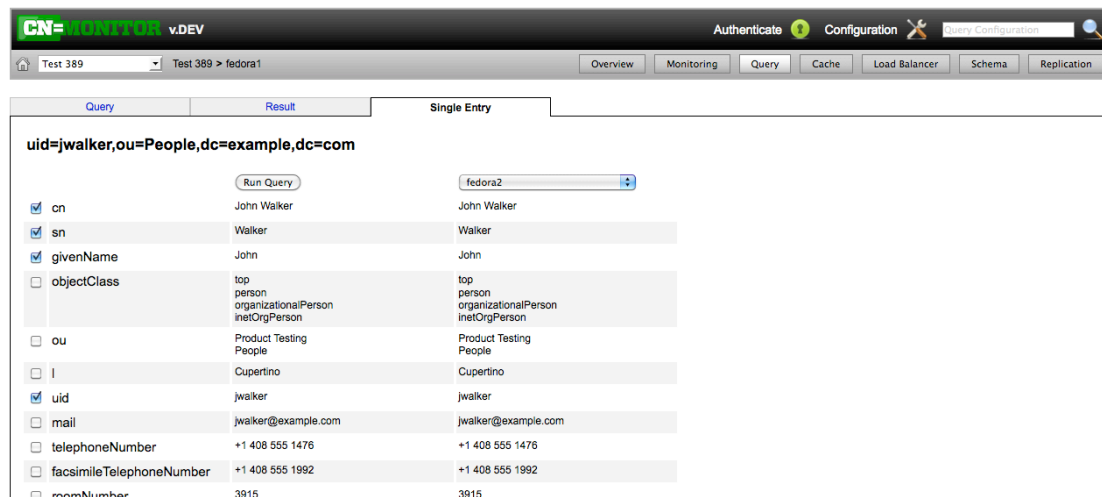 CN=MONITOR v.DEV Authenticate Configuration Query Configuration
Test 389 Test 389 > fedora1 Overview Monitoring Query Cache Load Balancer Schema Replication
Query Result Single Entry
uid=jwalker,ou=People,dc=example,dc=com
Run Query fedora2
cn John Walker John Walker
sn Walker Walker
givenName John John
objectClass top top
person person
organizationalPerson organizationalPerson
inetOrgPerson inetOrgPerson
ou Product Testing Product Testing
People People
l Cupertino Cupertino
uid jwalker jwalker
mail jwalker@example.com jwalker@example.com
telephoneNumber +1 408 555 1476 +1 408 555 1476
facsimileTelephoneNumber +1 408 555 1992 +1 408 555 1992
roomNumber 3915 3915